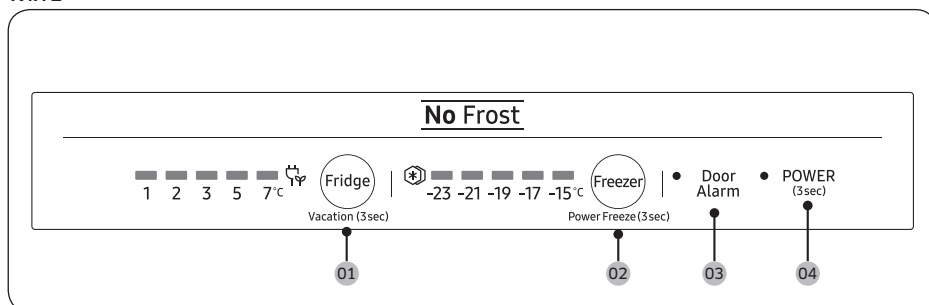 No Frost
1 2 3 5 7°C
Fridge
Vacation (3sec)
-23 -21 -19 -17 -15°C
Freezer
Power Freeze (3sec)
Door
Alarm
POWER
(3sec)
01 02 03 04